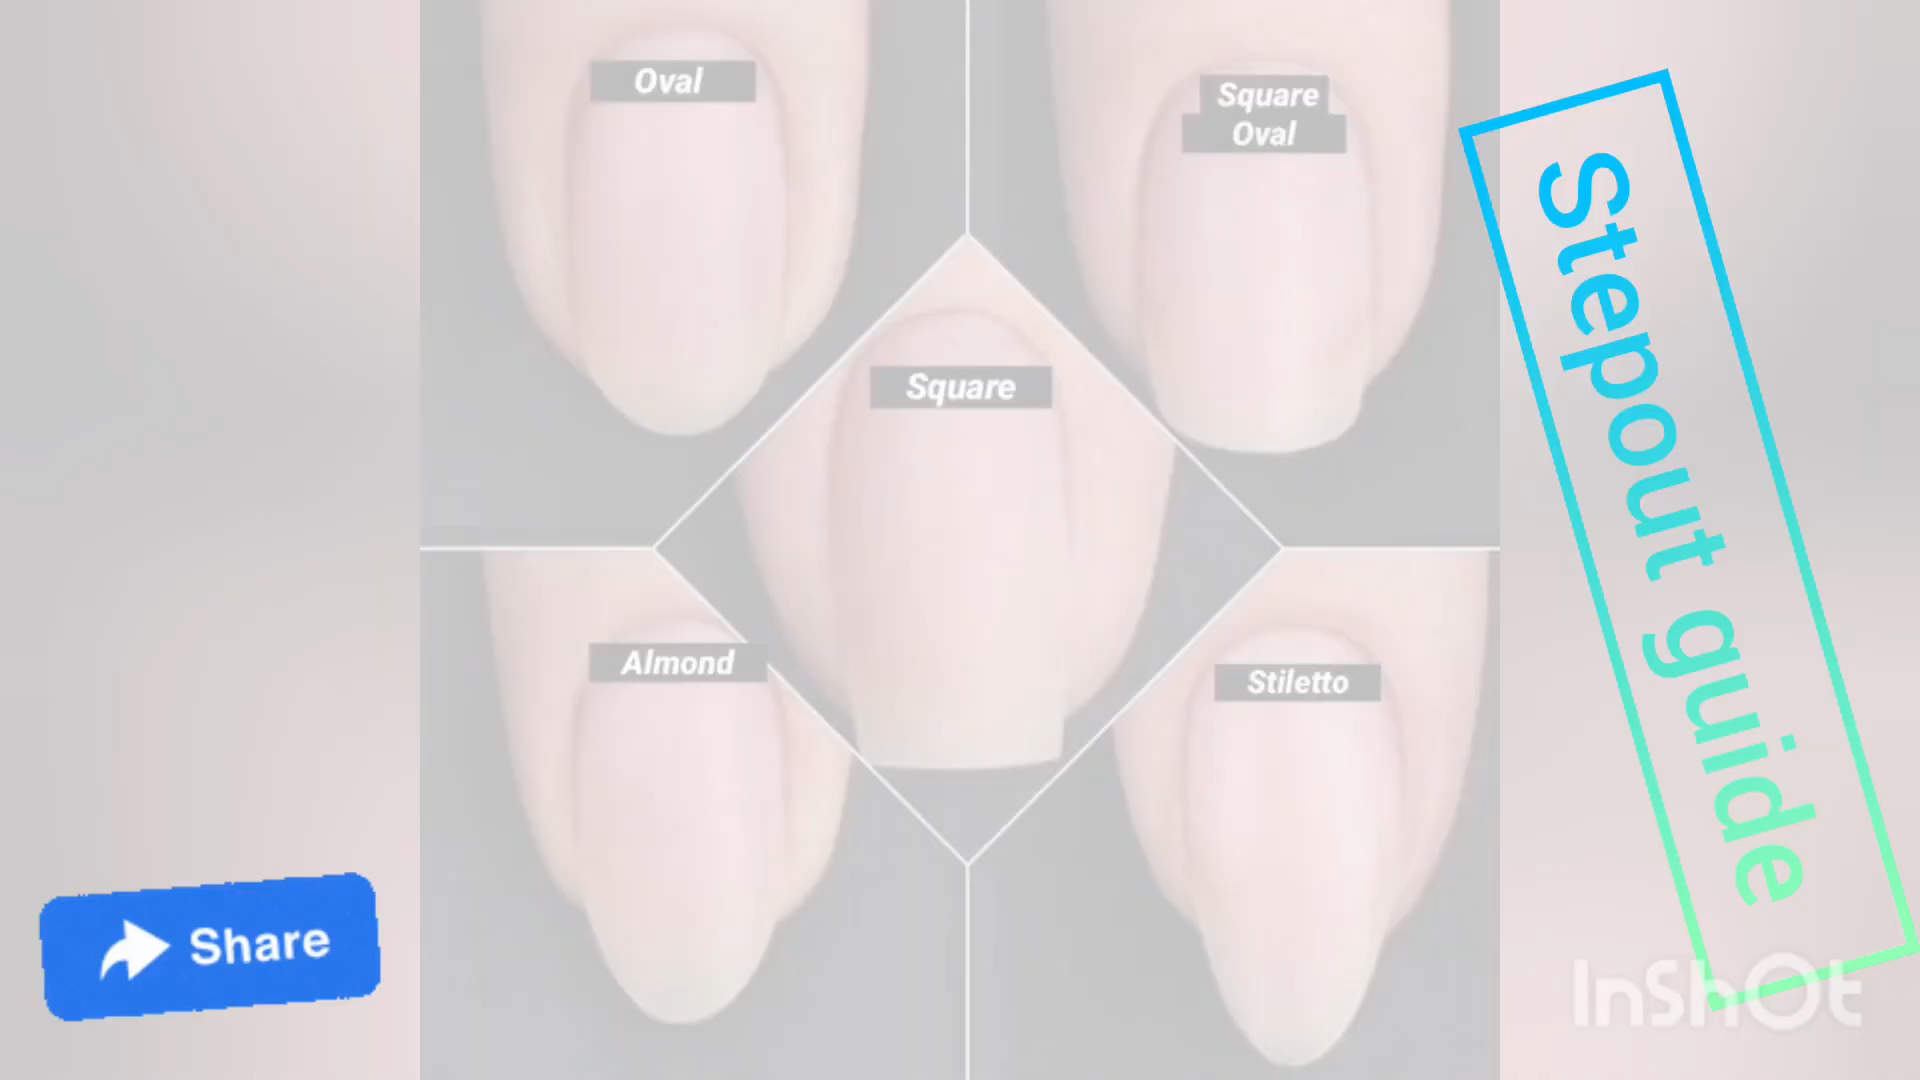 Oval
Square
Oval
Square
Almond
Stiletto
Stepout guide
Share
InShOt